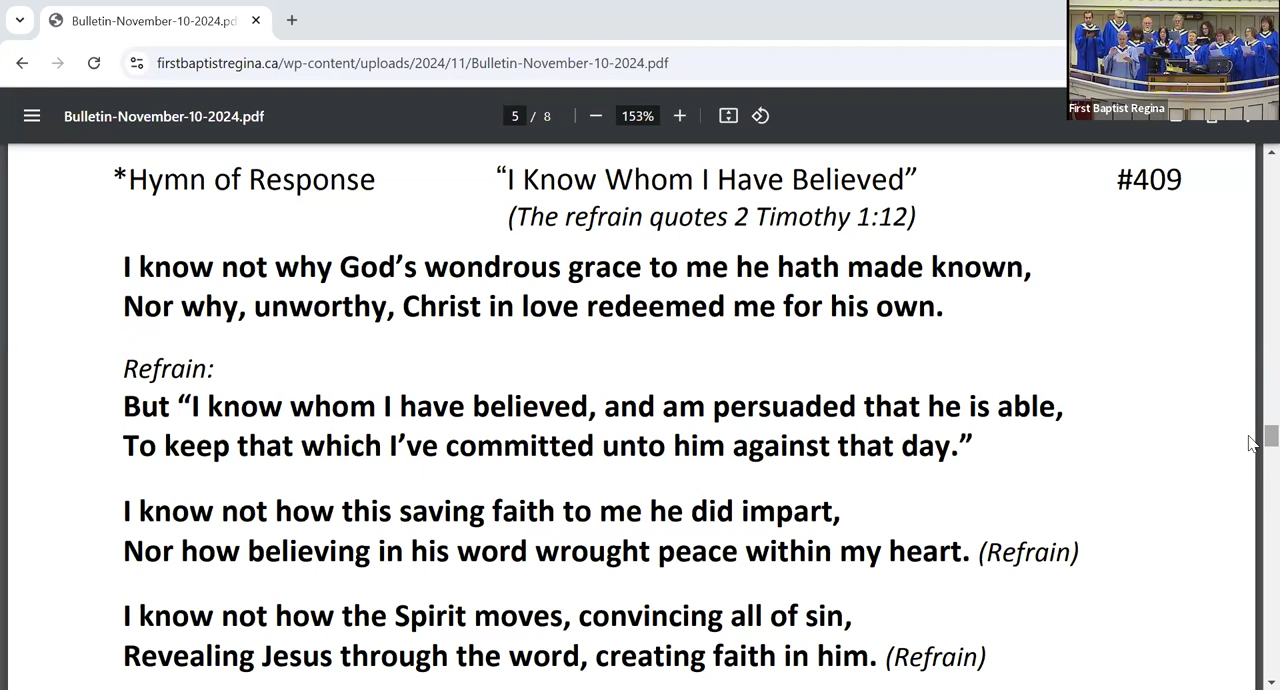 Bulletin-November-10-2024.pd
firstbaptistregina.ca/wp-content/uploads/2024/11/Bulletin-November-10-2024.pdf
First Baptist Regina
Bulletin-November-10-2024.pdf 5 / 8 153%
*Hymn of Response “I Know Whom I Have Believed” #409
(The refrain quotes 2 Timothy 1:12)
I know not why God’s wondrous grace to me he hath made known,
Nor why, unworthy, Christ in love redeemed me for his own.
Refrain:
But “I know whom I have believed, and am persuaded that he is able,
To keep that which I’ve committed unto him against that day.”
I know not how this saving faith to me he did impart,
Nor how believing in his word wrought peace within my heart. (Refrain)
I know not how the Spirit moves, convincing all of sin,
Revealing Jesus through the word, creating faith in him. (Refrain)